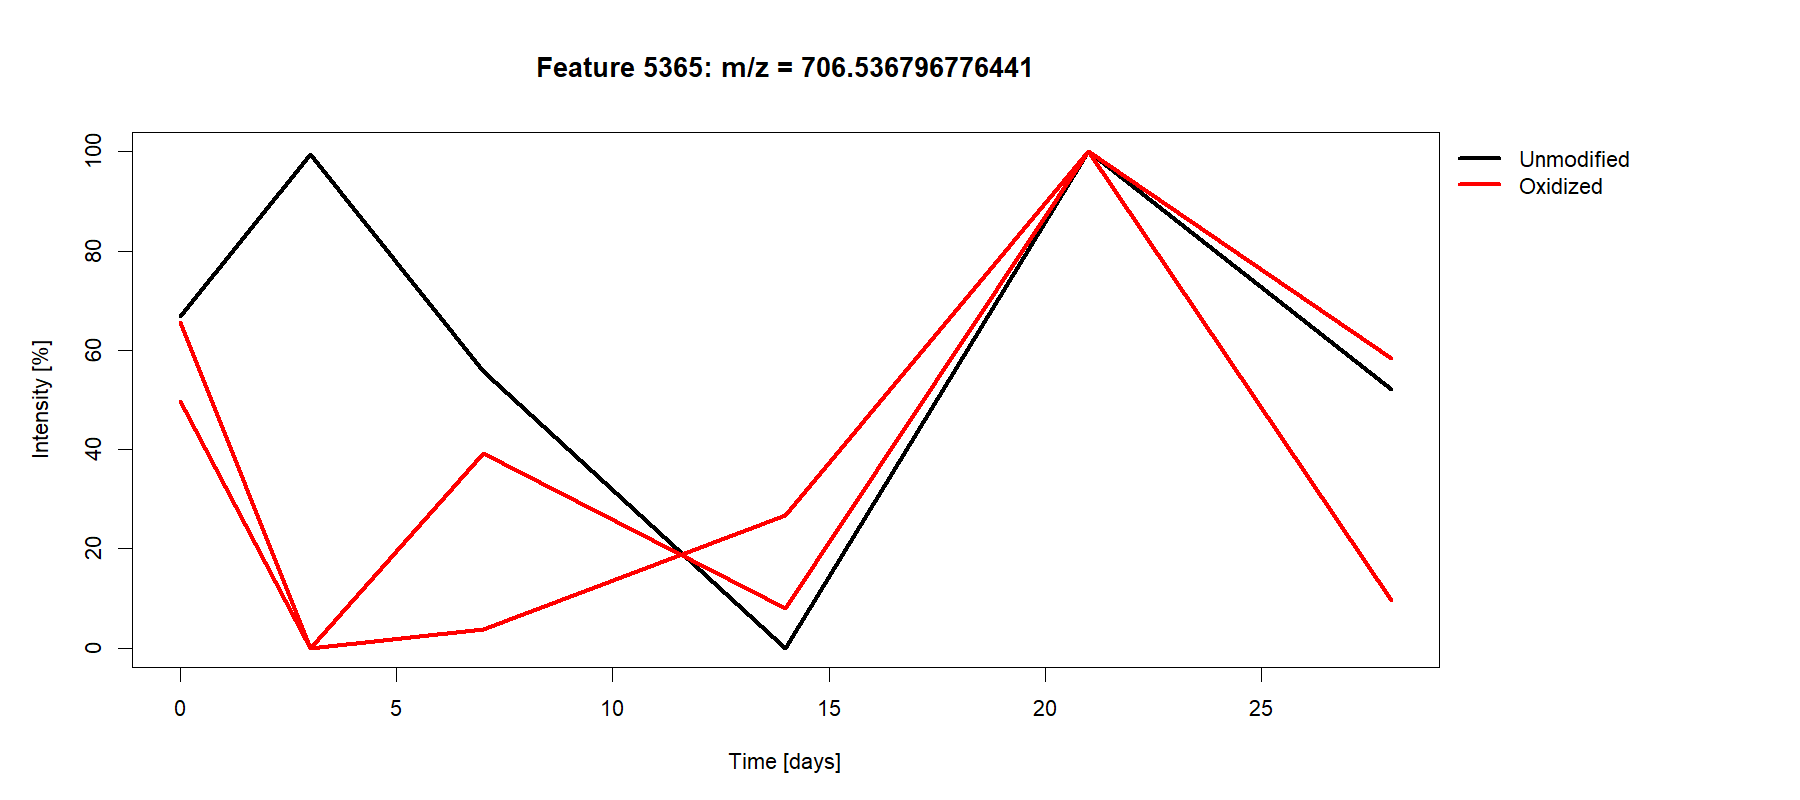 Feature 5365: m/z = 706.536796776441
Unmodified
Oxidized
100
80
60
40
20
0
Intensity [%]
0 5 10 15 20 25
Time [days]